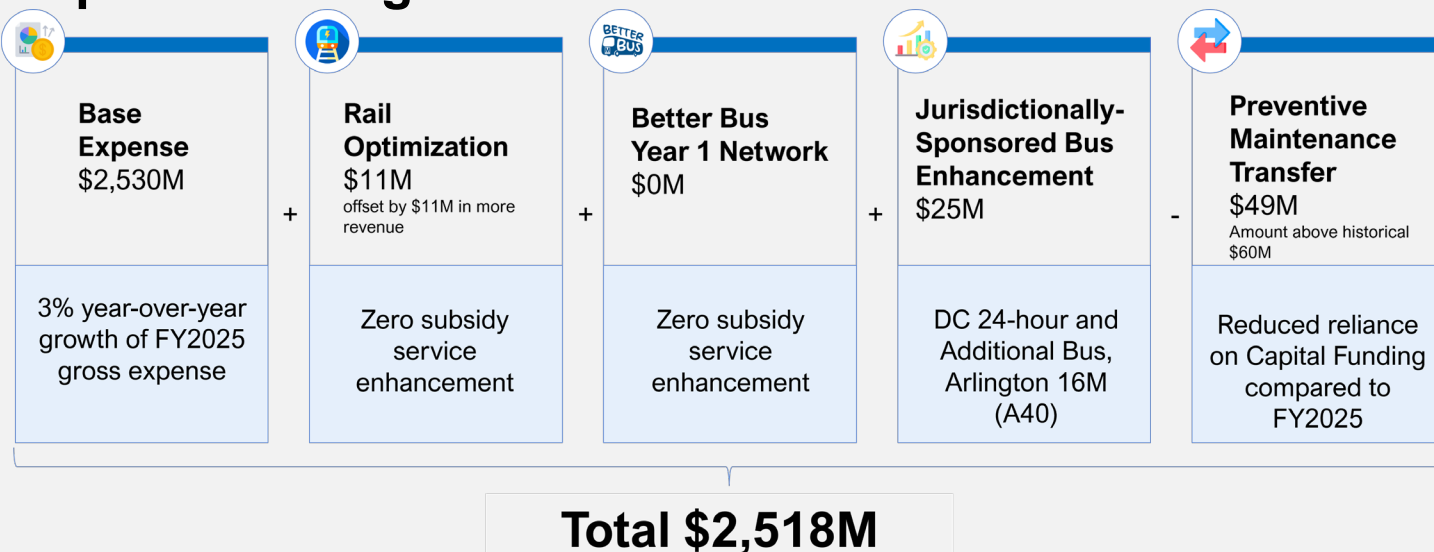 BETTER
BUS
Base
Expense
$2,530M
3% year-over-year
growth of FY2025
gross expense
+
Rail
Optimization
$11M
offset by $11M in more
revenue
Zero subsidy
service
enhancement
+
Better Bus
Year 1 Network
$0M
Zero subsidy
service
enhancement
+
Jurisdictionally-
Sponsored Bus
Enhancement
$25M
DC 24-hour and
Additional Bus,
Arlington 16M
(A40)
-
Preventive
Maintenance
Transfer
$49M
Amount above historical
$60M
Reduced reliance
on Capital Funding
compared to
FY2025
Total $2,518M